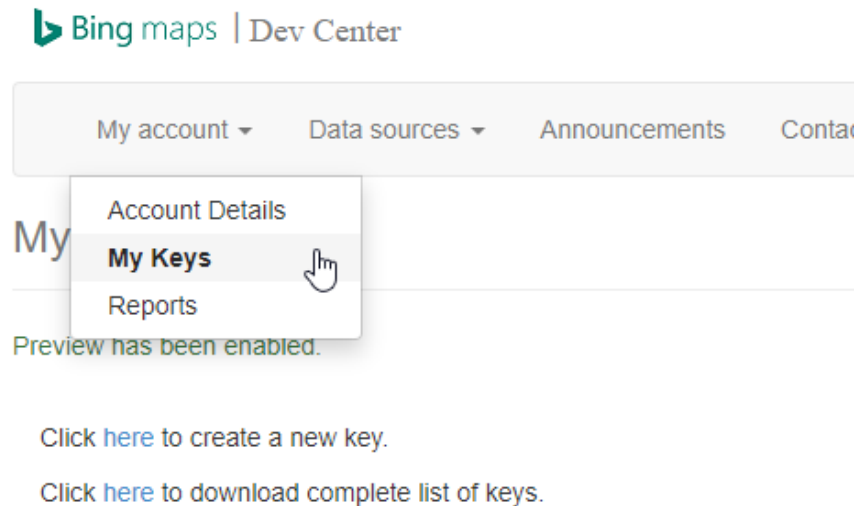 Bing maps | Dev Center
My account Data sources Announcements Contac
Account Details
My
My Keys
Reports
Preview has been enabled.
Click here to create a new key.
Click here to download complete list of keys.